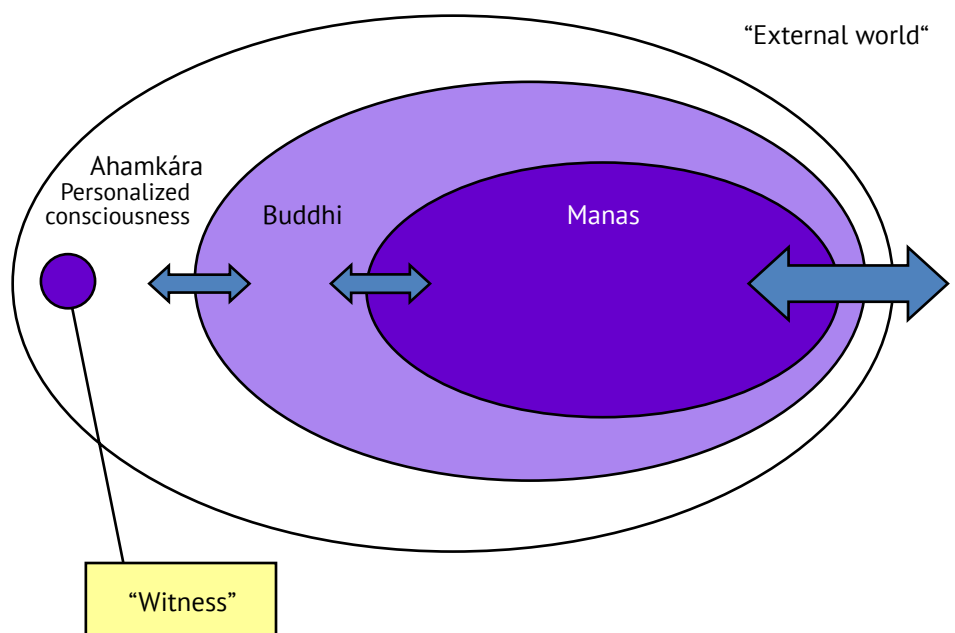 “External world“
Ahamkára
Personalized
consciousness
Buddhi
Manas
“Witness”